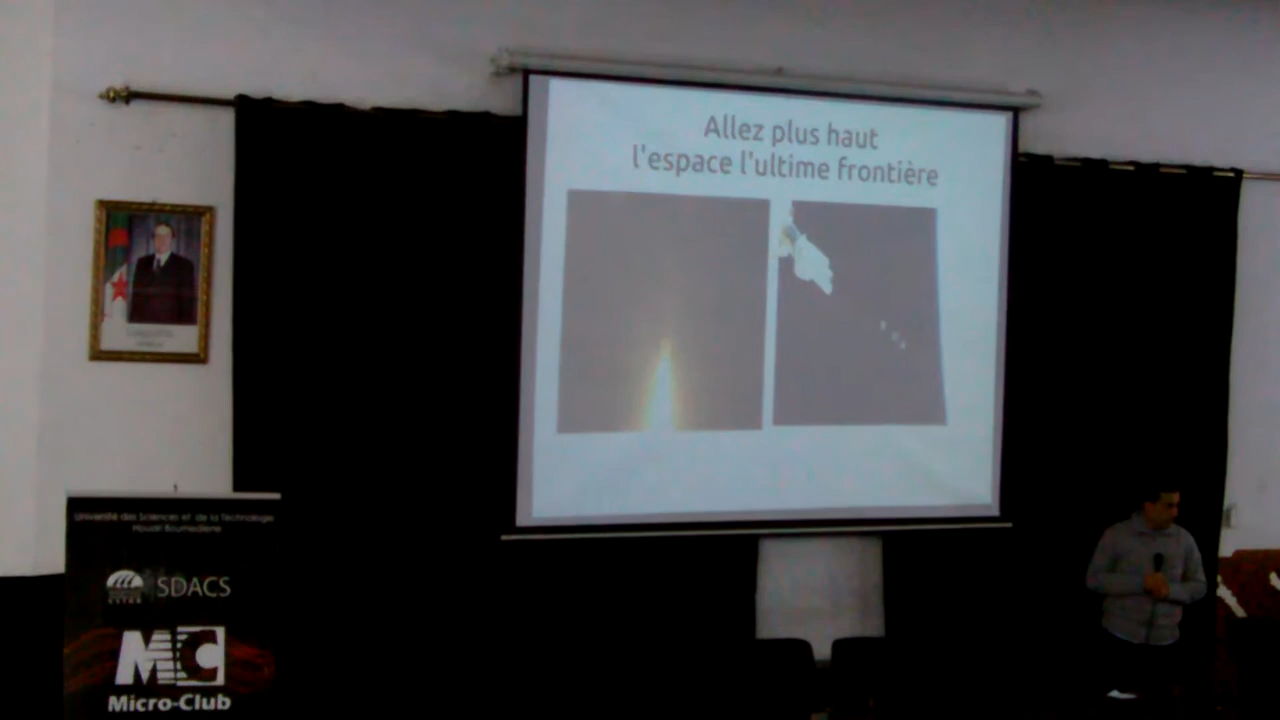 Allez plus haut
l'espace l'ultime frontière
Université des Sciences et de la Technologie
Houari Boumediene
SDACS
MC
Micro-Club